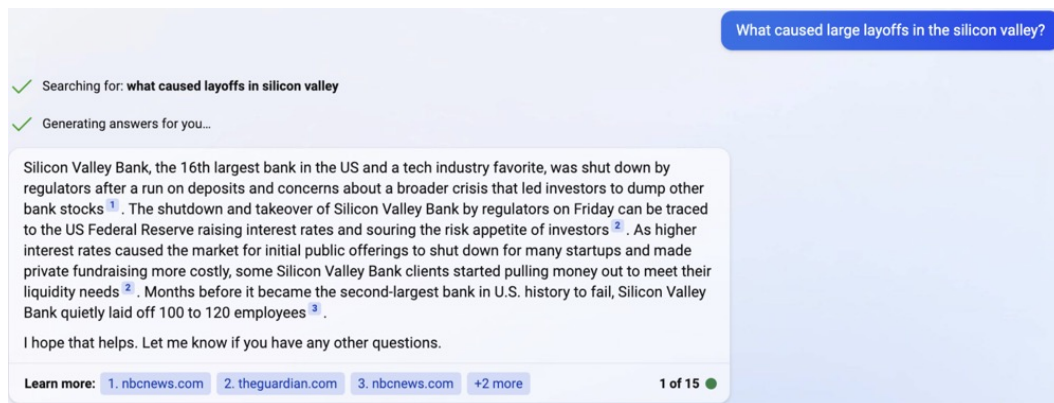 What caused large layoffs in the silicon valley?
Searching for: what caused layoffs in silicon valley
Generating answers for you...
Silicon Valley Bank, the 16th largest bank in the US and a tech industry favorite, was shut down by
regulators after a run on deposits and concerns about a broader crisis that led investors to dump other
bank stocks 1 . The shutdown and takeover of Silicon Valley Bank by regulators on Friday can be traced
to the US Federal Reserve raising interest rates and souring the risk appetite of investors 2 . As higher
interest rates caused the market for initial public offerings to shut down for many startups and made
private fundraising more costly, some Silicon Valley Bank clients started pulling money out to meet their
liquidity needs 2 . Months before it became the second-largest bank in U.S. history to fail, Silicon Valley
Bank quietly laid off 100 to 120 employees 3 .
I hope that helps. Let me know if you have any other questions.
Learn more: 1. nbcnews.com 2. theguardian.com 3. nbcnews.com +2 more 1 of 15